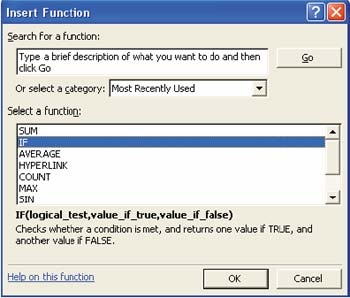 Insert Function
Search for a function:
Type a brief description of what you want to do and then
click Go
Go
Or select a category: Most Recently Used
Select a function:
SUM
IF
AVERAGE
HYPERLINK
COUNT
MAX
SIN
IF(logical_test,value_if_true,value_if_false)
Checks whether a condition is met, and returns one value if TRUE, and
another value if FALSE.
Help on this function
OK
Cancel